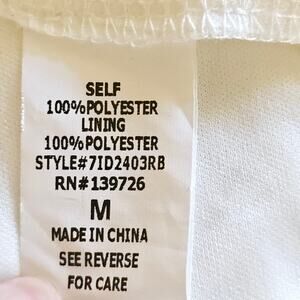 SELF
100%POLYESTER
LINING
100%POLYESTER
STYLE#7ID2403RB
RN#139726
M
MADE IN CHINA
SEE REVERSE
FOR CARE